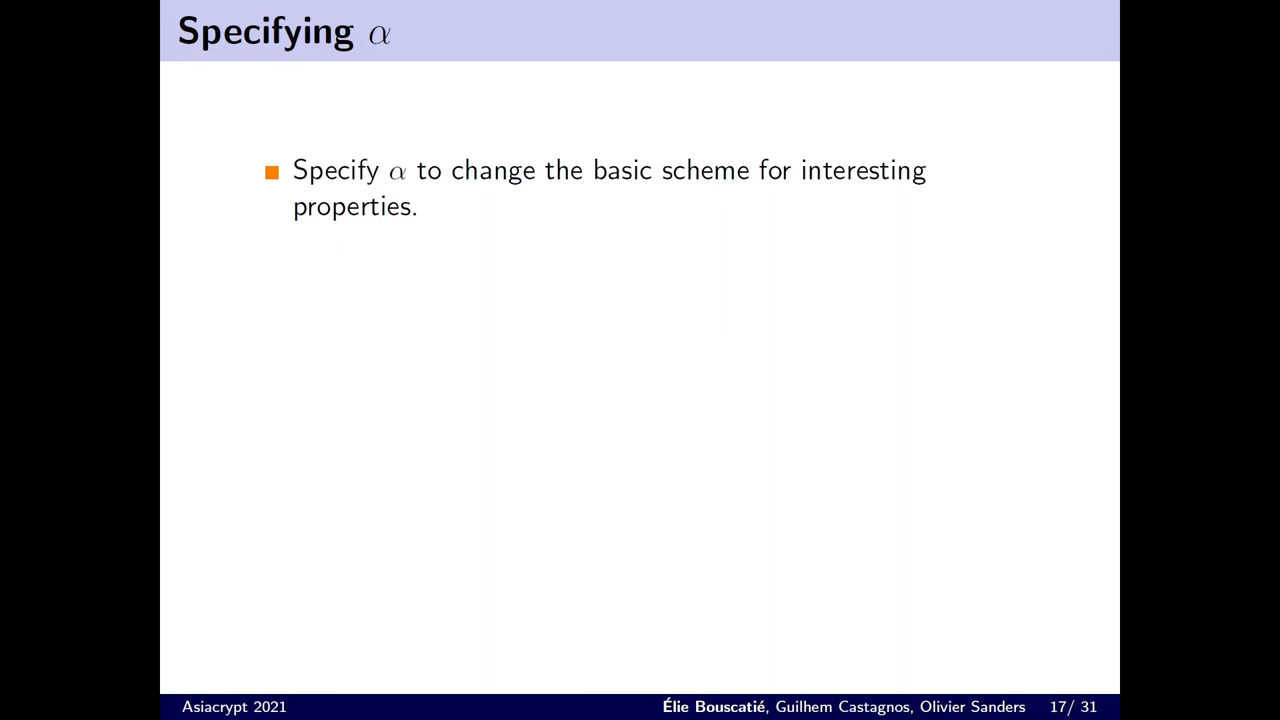 Specifying α
Specify α to change the basic scheme for interesting
properties.
Asiacrypt 2021
Élie Bouscatié, Guilhem Castagnos, Olivier Sanders
17/ 31